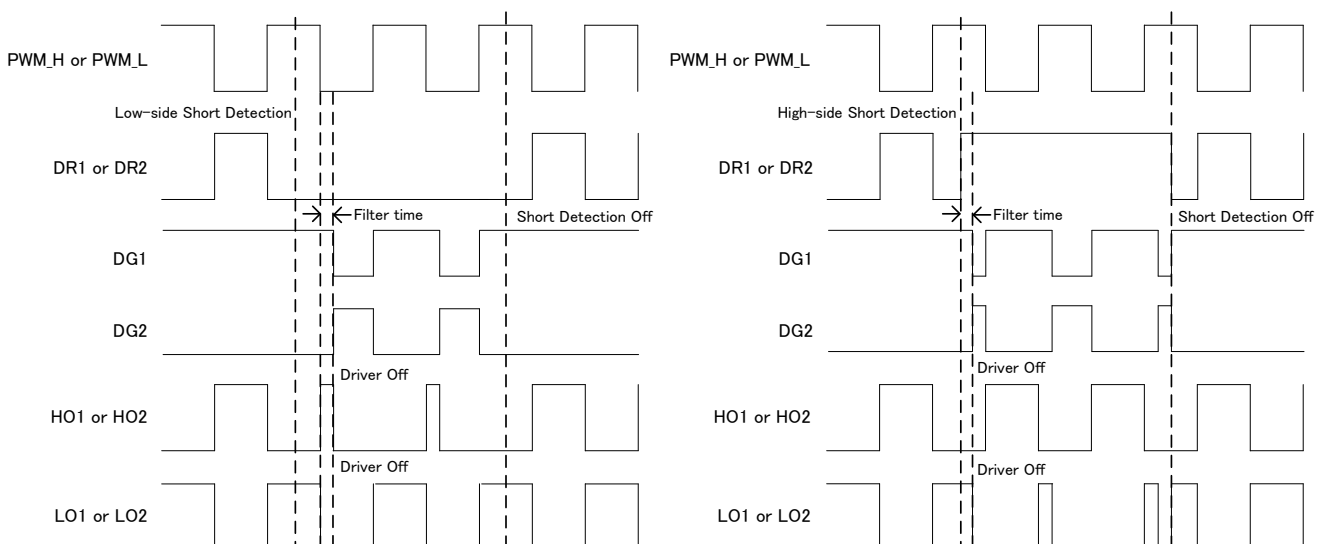 PWM_H or PWM_L
Low-side Short Detection
DR1 or DR2
Filter time
Short Detection Off
DG1
DG2
Driver Off
HO1 or HO2
Driver Off
LO1 or LO2
PWM_H or PWM_L
High-side Short Detection
DR1 or DR2
Filter time
Short Detection Off
DG1
DG2
Driver Off
HO1 or HO2
Driver Off
LO1 or LO2